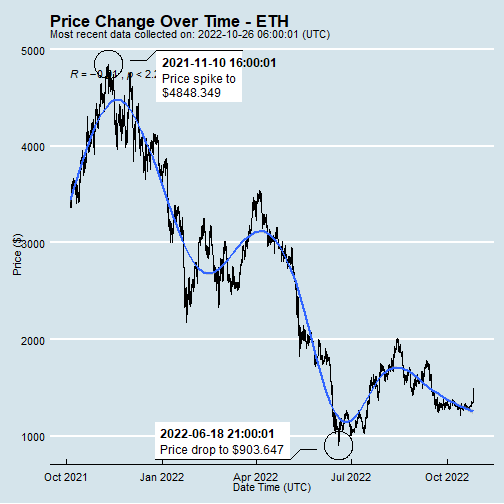 Price Change Over Time - ETH
Most recent data collected on: 2022-10-26 06:00:01 (UTC)
5000
2021-11-10 16:00:01
Price spike to
$4848.349
4000
3000
Price ($)
2000
2022-06-18 21:00:01
Price drop to $903.647
1000
Oct 2021
Jan 2022
Apr 2022
Jul 2022
Oct 2022
Date Time (UTC)